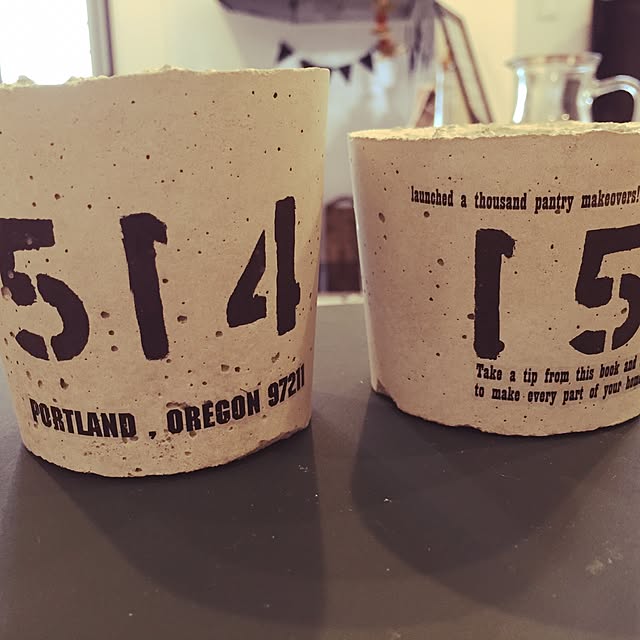 514
PORTLAND , OREGON 97211
launched a thousand pantry makeovers!
15
Take a tip from this book and
to make every part of your